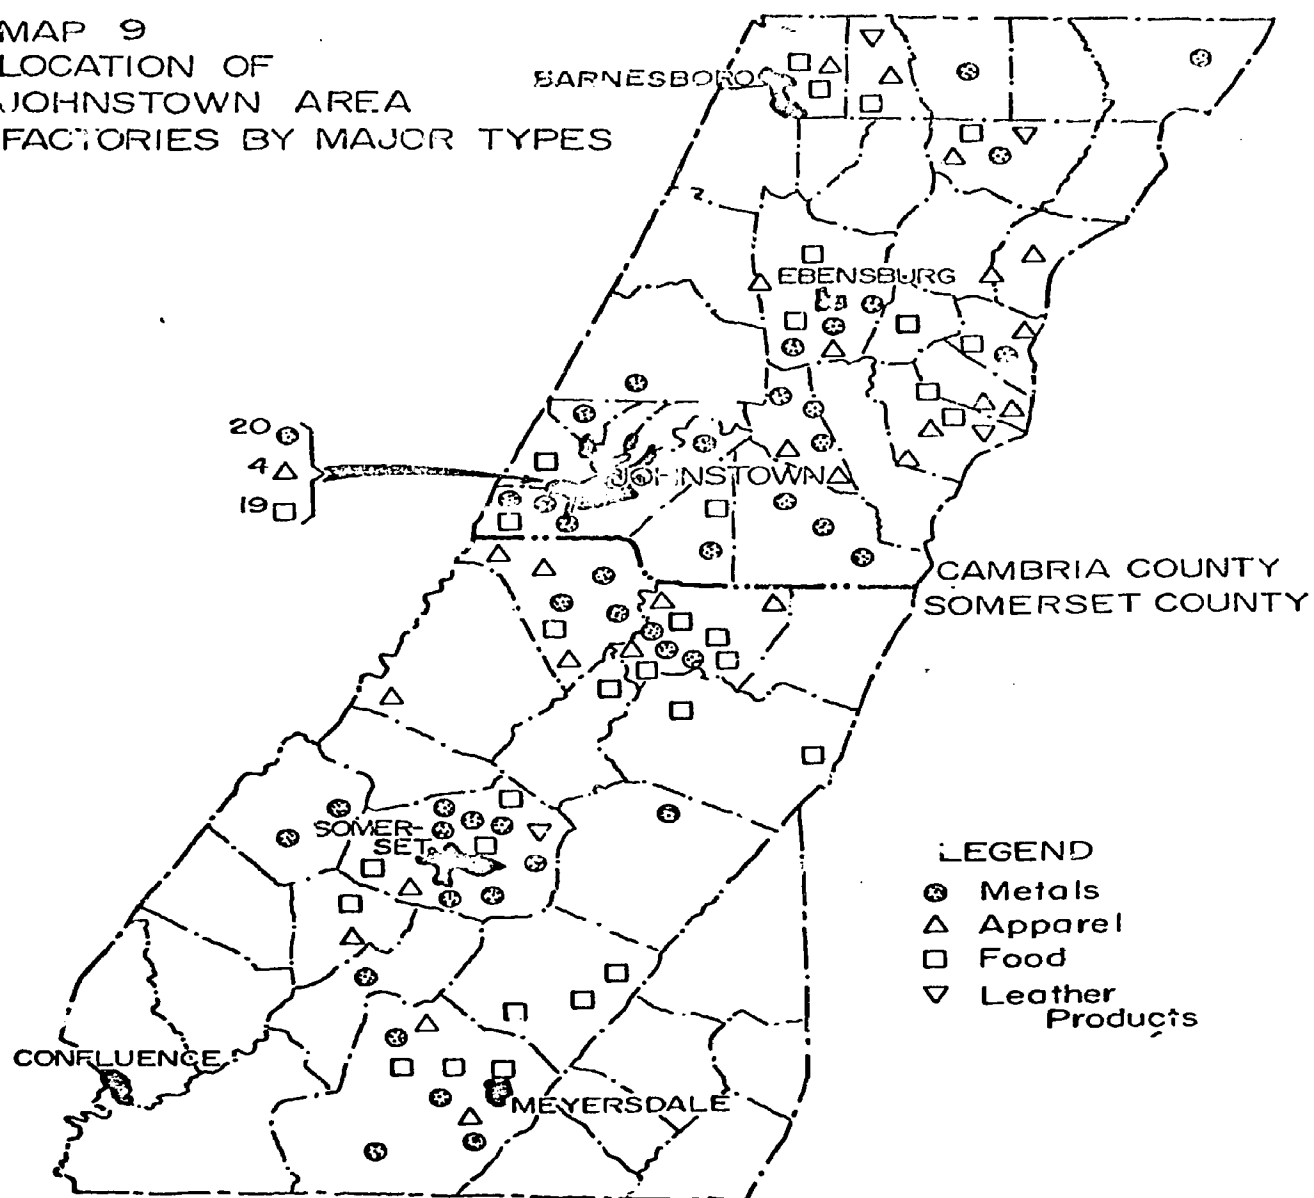 MAP 9
LOCATION OF
JOHNSTOWN AREA
FACTORIES BY MAJOR TYPES
BARNESBORO
EBENSBURG
20
4
19
JOHNSTOWN
CAMBRIA COUNTY
SOMERSET COUNTY
SOMER-
SET
LEGEND
Metals
Apparel
Food
Leather
Products
CONFLUENCE
MEYERSDALE